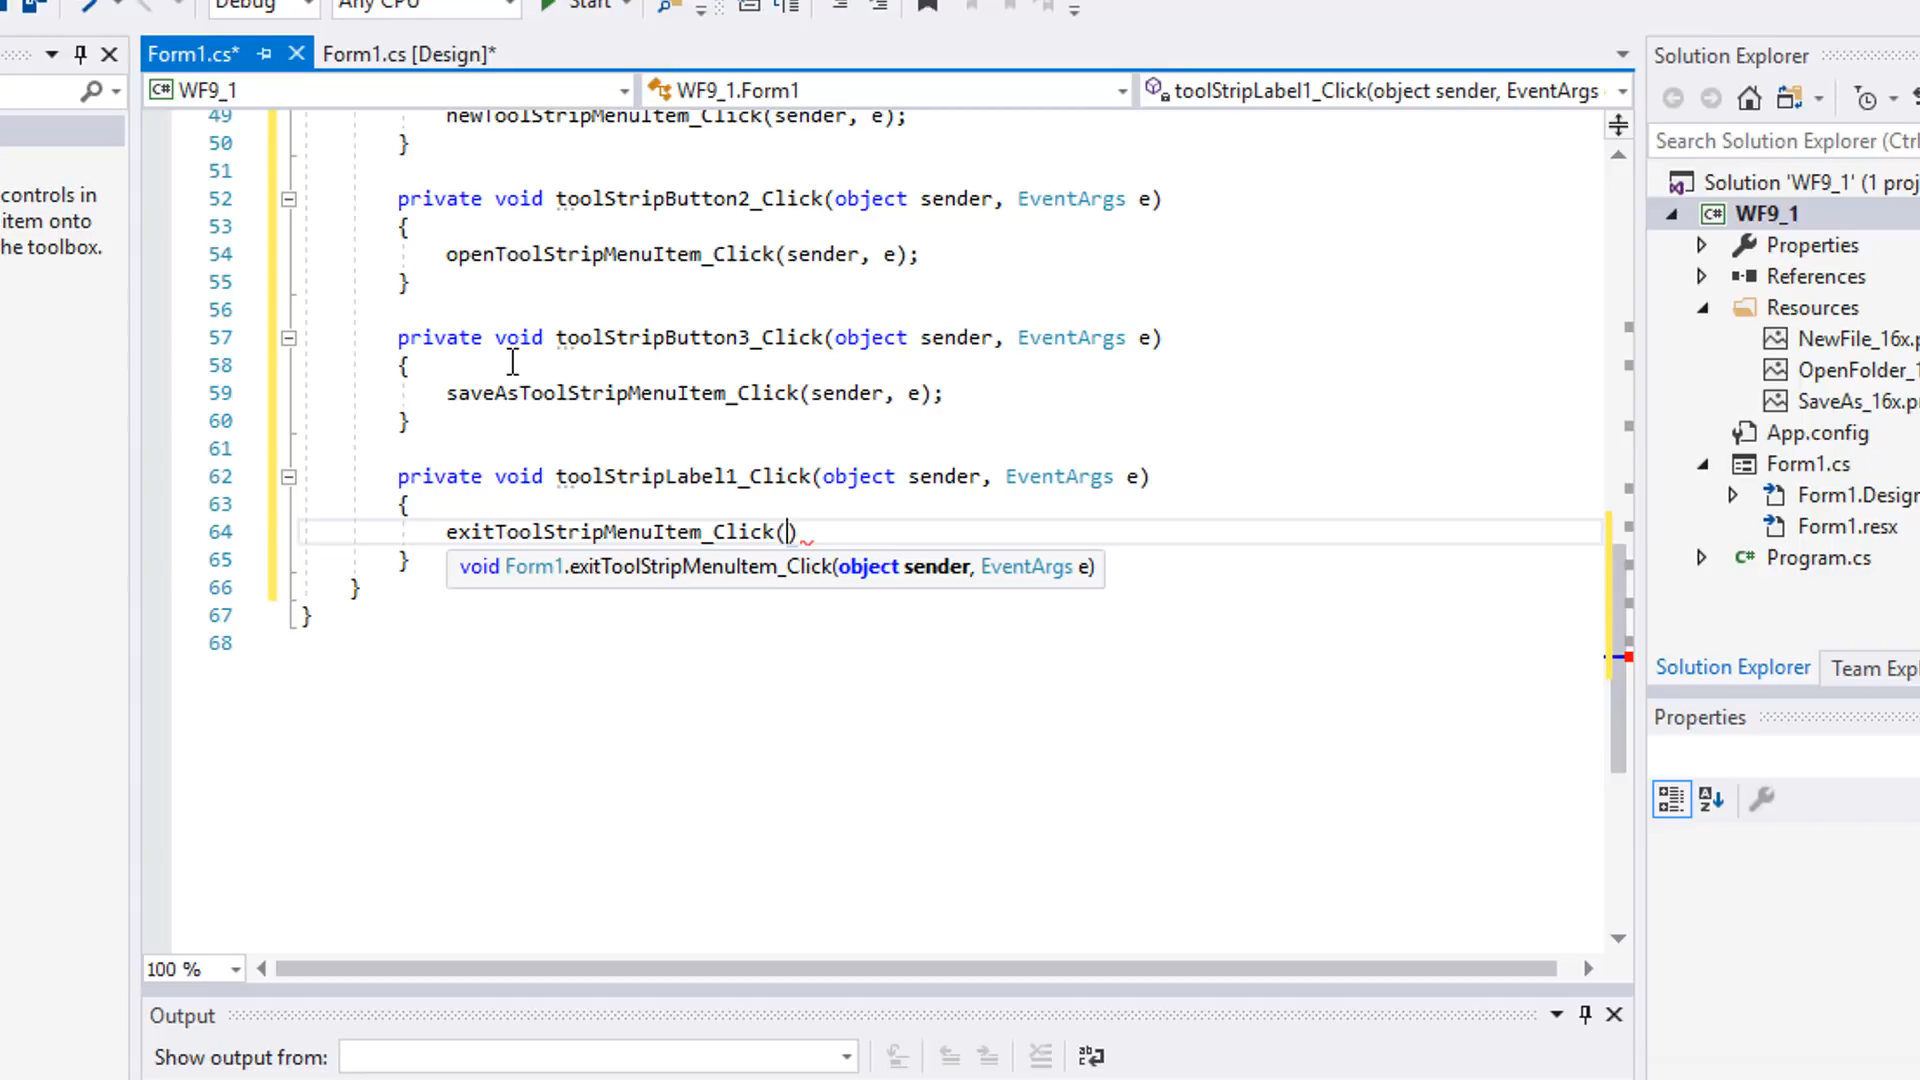 Debug
Any CPU
Start
Form1.cs*
Form1.cs [Design]*
WF9_1
WF9_1.Form1
toolStripLabel1_Click(object sender, EventArgs
controls in
item onto
he toolbox.
49 newToolStripMenuItem_Click(sender, e);
50 }
51
52 private void toolStripButton2_Click(object sender, EventArgs e)
53 {
54 openToolStripMenuItem_Click(sender, e);
55 }
56
57 private void toolStripButton3_Click(object sender, EventArgs e)
58 {
59 saveAsToolStripMenuItem_Click(sender, e);
60 }
61
62 private void toolStripLabel1_Click(object sender, EventArgs e)
63 {
64 exitToolStripMenuItem_Click()
65 }
void Form1.exitToolStripMenuItem_Click(object sender, EventArgs e)
66 }
67 }
68
100 %
Output
Show output from:
Solution Explorer
Search Solution Explorer (Ctrl
Solution 'WF9_1' (1 proj
WF9_1
Properties
References
Resources
NewFile_16x.p
OpenFolder_1
SaveAs_16x.p
App.config
Form1.cs
Form1.Design
Form1.resx
Program.cs
Solution Explorer
Team Expl
Properties